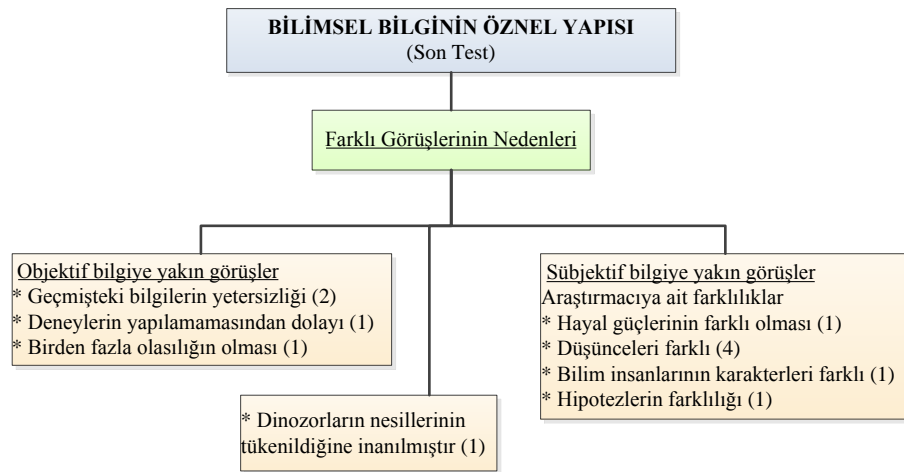 BİLİMSEL BİLGİNİN ÖZNEL YAPISI
(Son Test)
Farklı Görüşlerinin Nedenleri
Objektif bilgiye yakın görüşler
* Geçmişteki bilgilerin yetersizliği (2)
* Deneylerin yapılamamasından dolayı (1)
* Birden fazla olasılığın olması (1)
* Dinozorların nesillerinin
tükenildiğine inanılmıştır (1)
Sübjektif bilgiye yakın görüşler
Araştırmacıya ait farklılıklar
* Hayal güçlerinin farklı olması (1)
* Düşünceleri farklı (4)
* Bilim insanlarının karakterleri farklı (1)
* Hipotezlerin farklılığı (1)